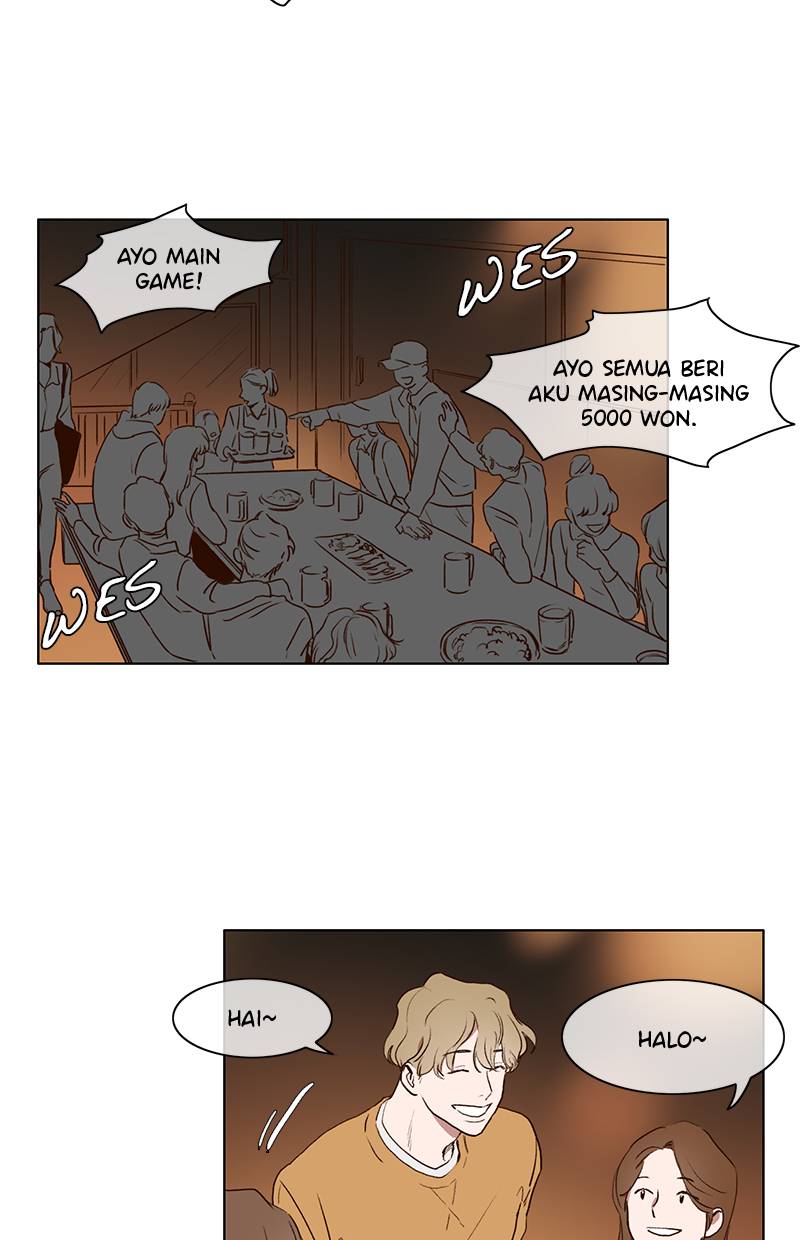 AYO MAIN
GAME!
WES
AYO SEMUA BERI
AKU MASING-MASING
5000 WON.
WES
HAI~
HALO~